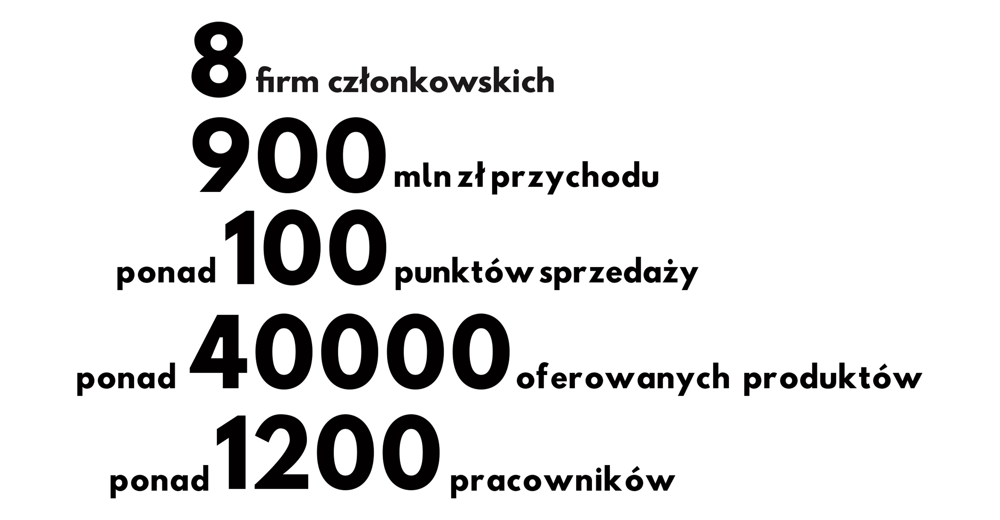 8 firm członkowskich
900 mln zł przychodu
ponad 100 punktów sprzedaży
ponad 40000 oferowanych produktów
ponad 1200 pracowników